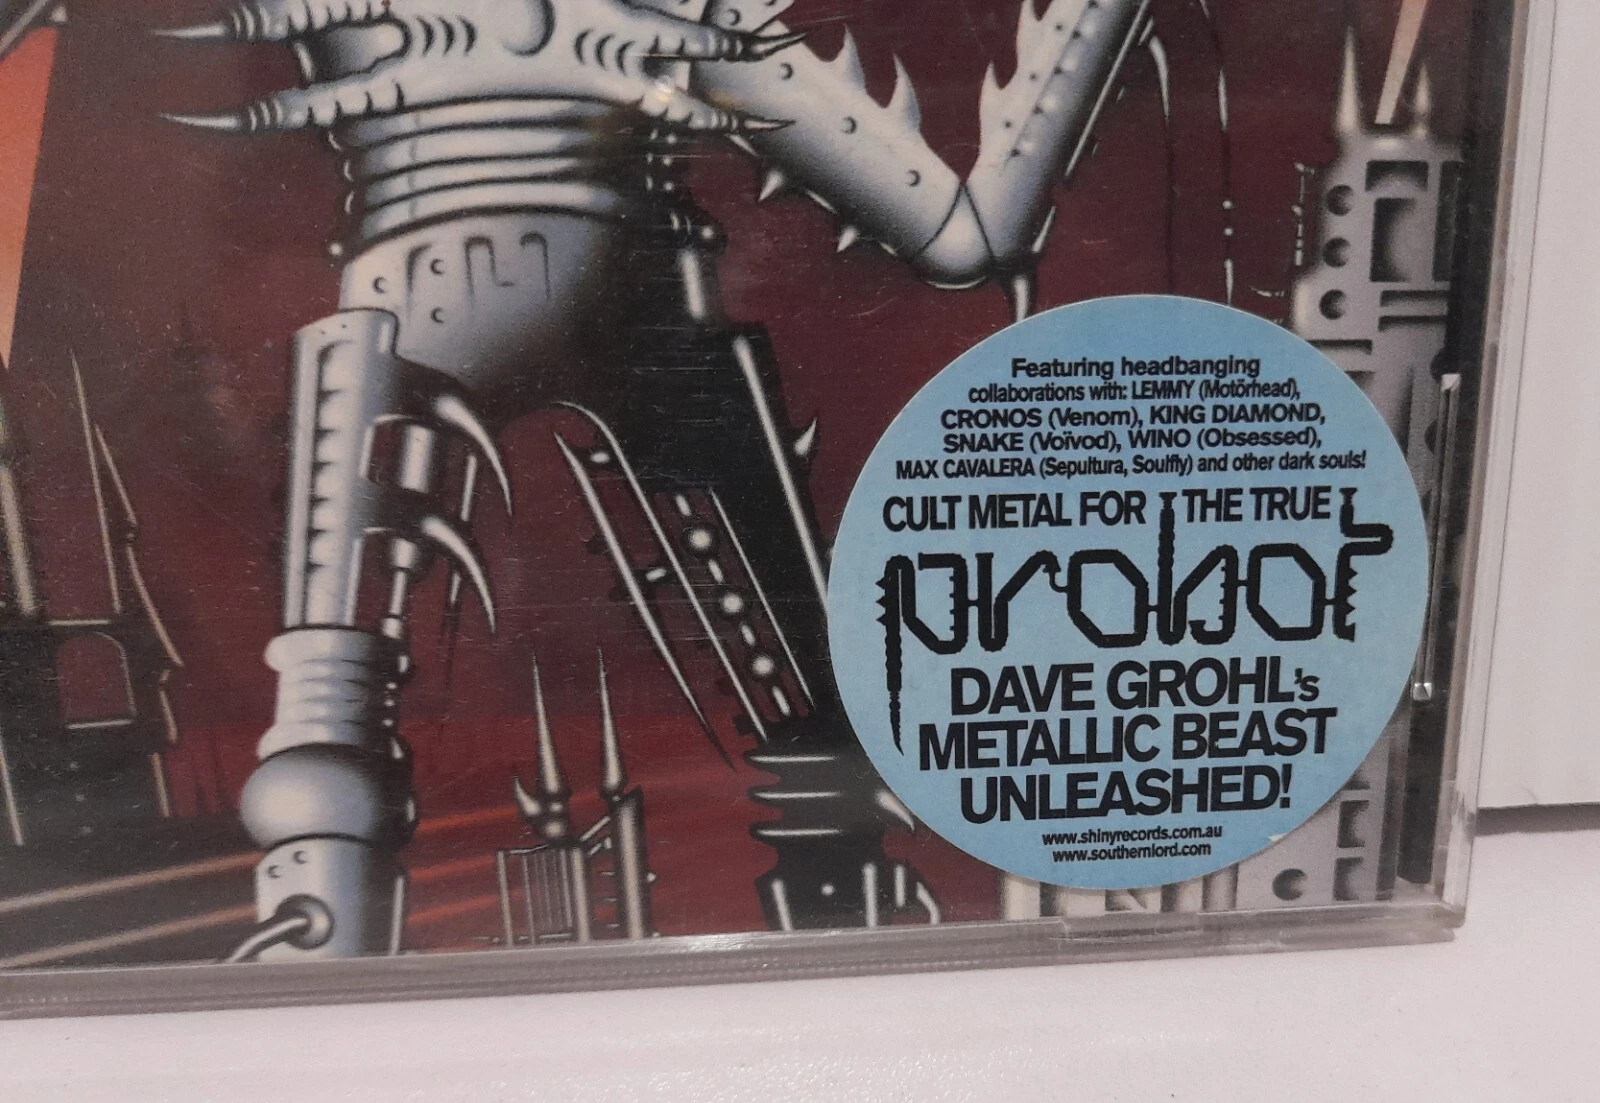 Featuring headbanging
collaborations with: LEMMY (Motörhead),
CRONOS (Venom), KING DIAMOND,
SNAKE (Voïvod), WINO (Obsessed),
MAX CAVALERA (Sepultura, Soulfly) and other dark souls!
CULT METAL FOR THE TRUE
probot
DAVE GROHL's
METALLIC BEAST
UNLEASHED!
www.shinyrecords.com.au
www.southernlord.com